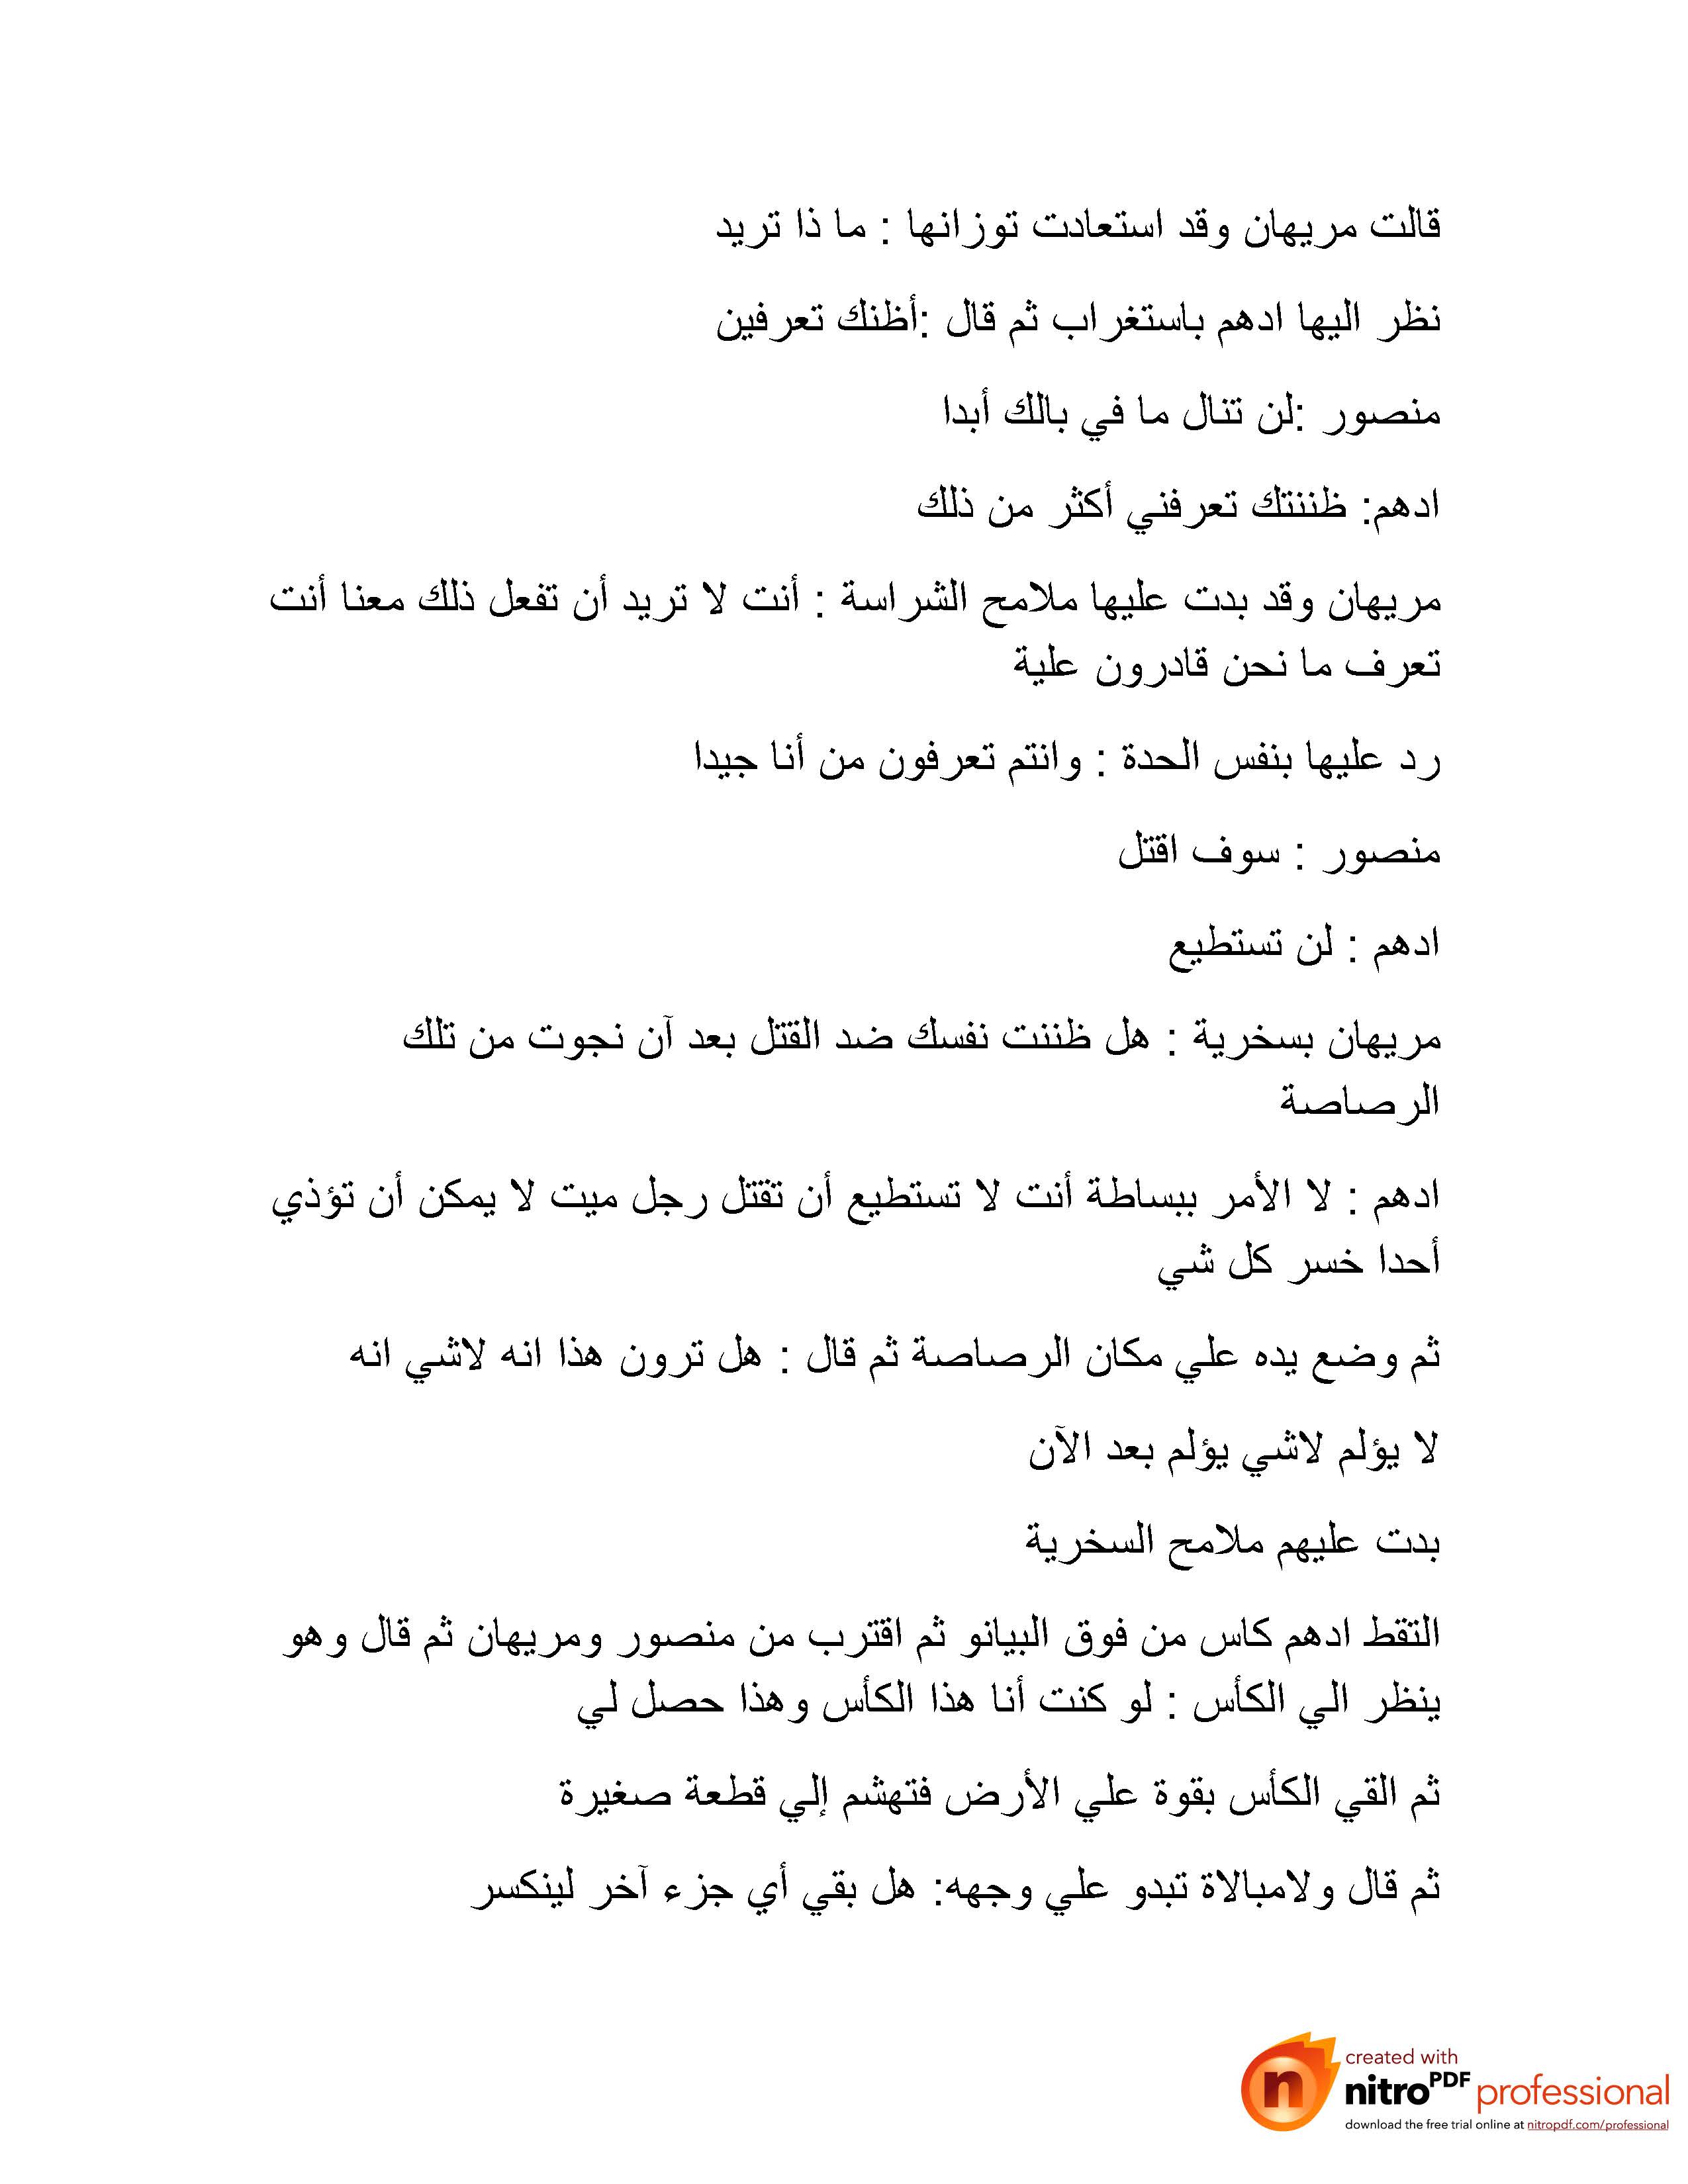 قالت مريهان وقد استعادت توزانها : ما ذا تريد
نظر اليها ادهم باستغراب ثم قال :أظنك تعرفين
منصور :لن تنال ما في بالك أبدا
ادهم: ظننتك تعرفني أكثر من ذلك
مريهان وقد بدت عليها ملامح الشراسة : أنت لا تريد أن تفعل ذلك معنا أنت
تعرف ما نحن قادرون علية
رد عليها بنفس الحدة : وانتم تعرفون من أنا جيدا
منصور : سوف اقتل
ادهم : لن تستطيع
مريهان بسخرية : هل ظننت نفسك ضد القتل بعد آن نجوت من تلك
الرصاصة
ادهم : لا الأمر ببساطة أنت لا تستطيع أن تقتل رجل ميت لا يمكن أن تؤذي
أحدا خسر كل شي
ثم وضع يده علي مكان الرصاصة ثم قال : هل ترون هذا انه لاشي انه
لا يؤلم لاشي يؤلم بعد الآن
بدت عليهم ملامح السخرية
التقط ادهم كاس من فوق البيانو ثم اقترب من منصور ومريهان ثم قال وهو
ينظر الي الكأس : لو كنت أنا هذا الكأس وهذا حصل لي
ثم القي الكأس بقوة علي الأرض فتهشم إلي قطعة صغيرة
ثم قال ولامبالاة تبدو علي وجهه: هل بقي أي جزء آخر لينكسر
created with
nitroPDF professional
download the free trial online at nitropdf.com/professional